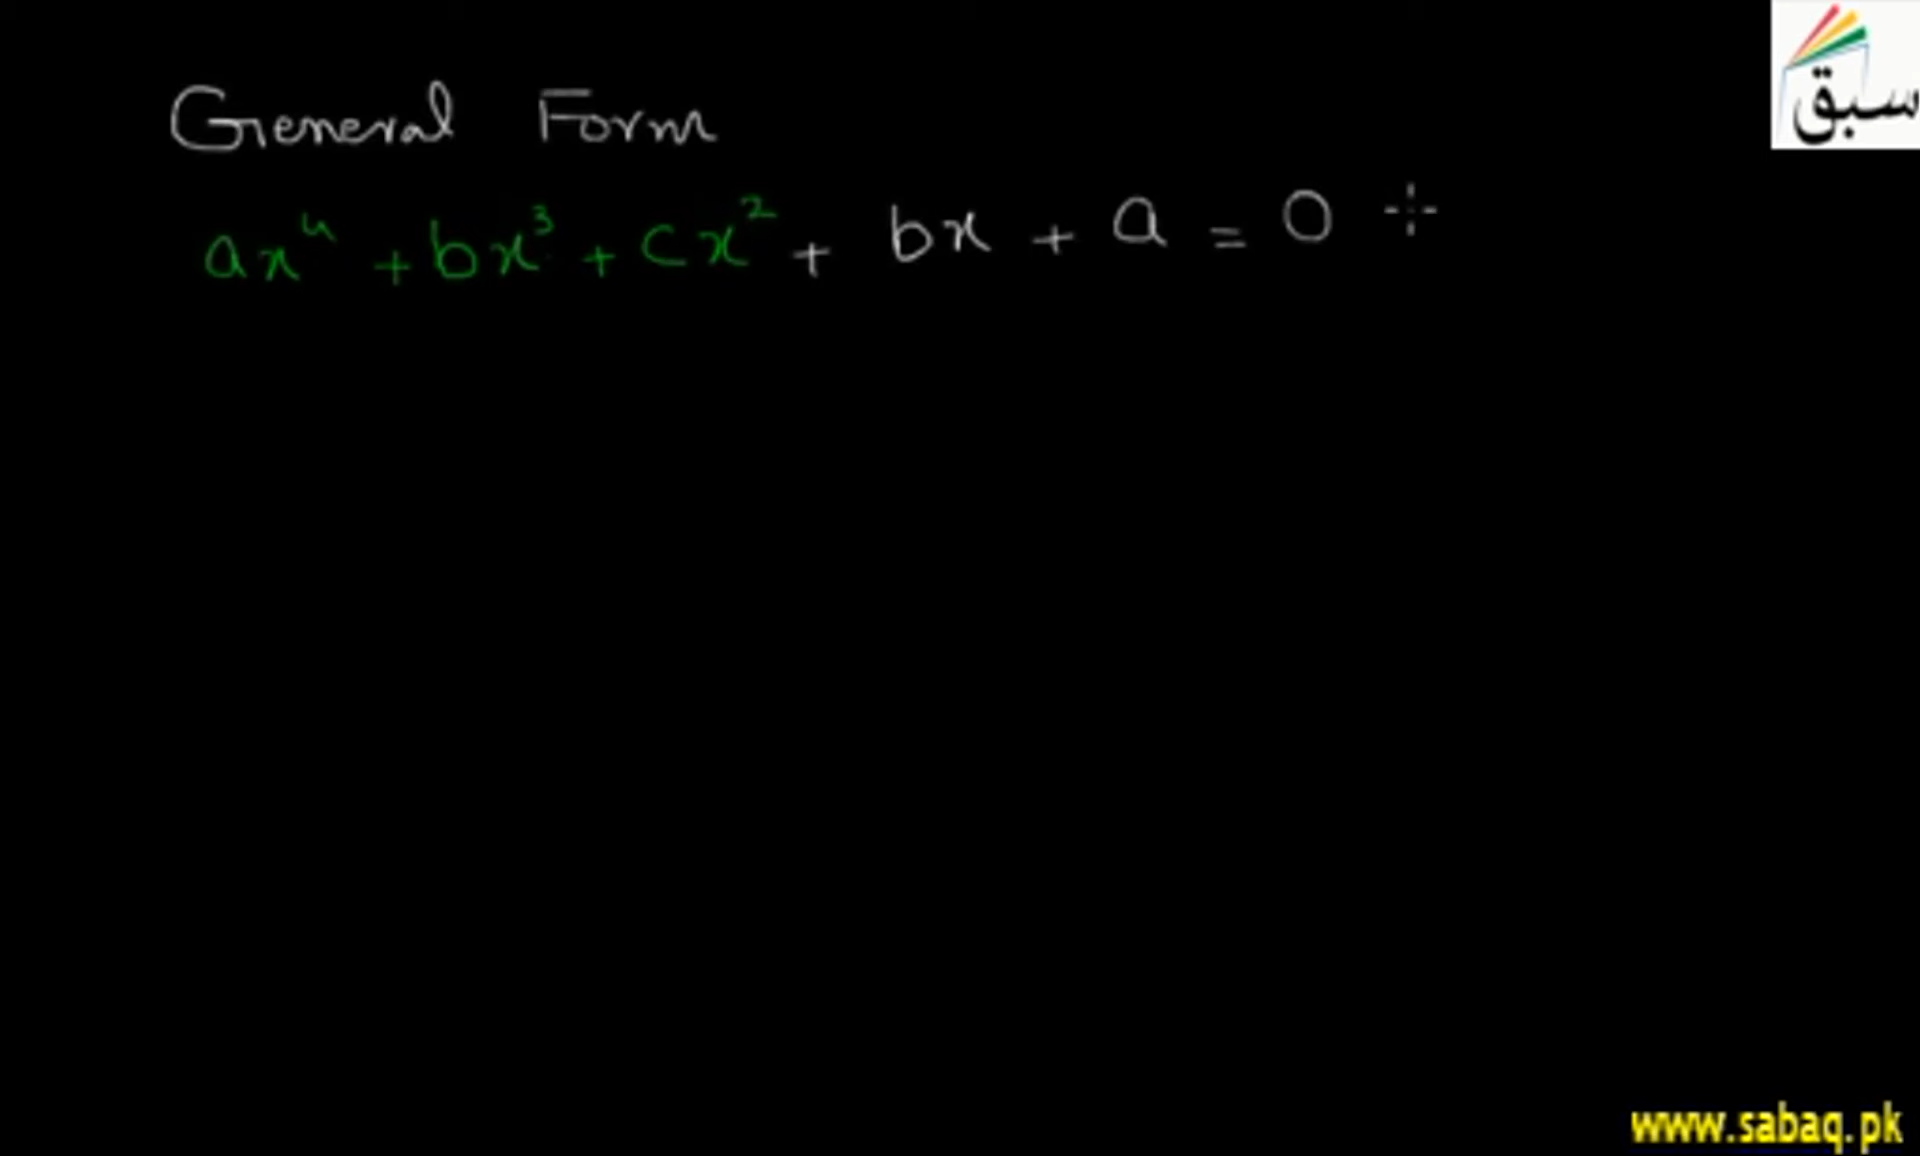 سبق
General Form
ax⁴ + bx³ + cx² + bx + a = 0
www.sabaq.pk